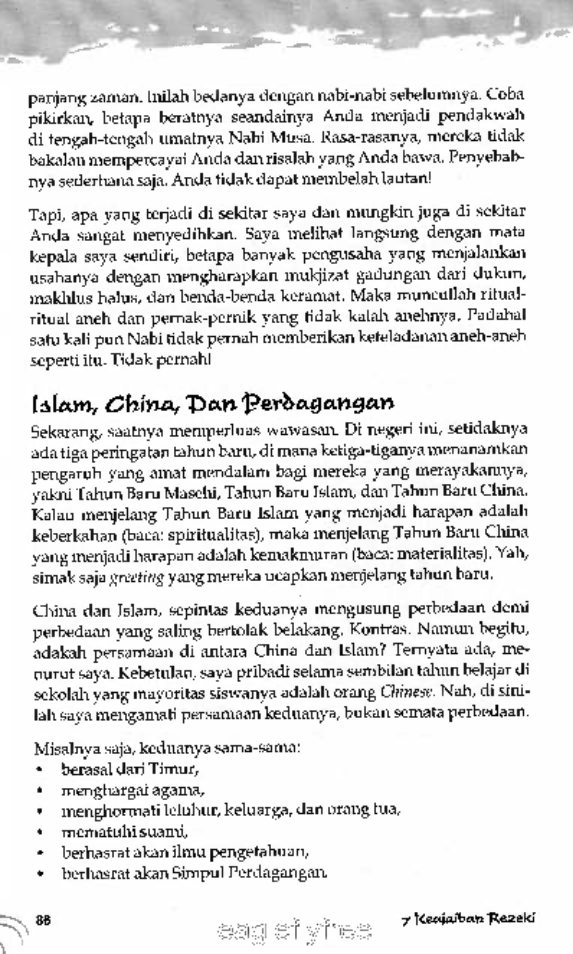 panjang zaman. Inilah bedanya dengan nabi-nabi sebelumnya. Coba
pikirkan, betapa beratnya seandainya Anda menjadi pendakwah
di tengah-tengah umatnya Nabi Musa. Rasa-rasanya, mereka tidak
bakalan mempercayai Anda dan risalah yang Anda bawa. Penyebab-
nya sederhana saja. Anda tidak dapat membelah lautan!
Tapi, apa yang terjadi di sekitar saya dan mungkin juga di sekitar
Anda sangat menyedihkan. Saya melihat langsung dengan mata
kepala saya sendiri, betapa banyak pengusaha yang menjalankan
usahanya dengan mengharapkan mukjizat gadungan dari dukun,
makhlus halus, dan benda-benda keramat. Maka muncullah ritual-
ritual aneh dan pernak-pernik yang tidak kalah anehnya. Padahal
satu kali pun Nabi tidak pernah memberikan keteladanan aneh-aneh
seperti itu. Tidak pernah!
Islam, China, Dan Perdagangan
Sekarang, saatnya memperluas wawasan. Di negeri ini, setidaknya
ada tiga peringatan tahun baru, di mana ketiga-tiganya menanamkan
pengaruh yang amat mendalam bagi mereka yang merayakannya,
yakni Tahun Baru Masehi, Tahun Baru Islam, dan Tahun Baru China.
Kalau menjelang Tahun Baru Islam yang menjadi harapan adalah
keberkahan (baca: spiritualitas), maka menjelang Tahun Baru China
yang menjadi harapan adalah kemakmuran (baca: materialitas). Yah,
simak saja greeting yang mereka ucapkan menjelang tahun baru.
China dan Islam, sepintas keduanya mengusung perbedaan demi
perbedaan yang saling bertolak belakang. Kontras. Namun begitu,
adakah persamaan di antara China dan Islam? Ternyata ada, me-
nurut saya. Kebetulan, saya pribadi selama sembilan tahun belajar di
sekolah yang mayoritas siswanya adalah orang Chinese. Nah, di sini-
lah saya mengamati persamaan keduanya, bukan semata perbedaan.
Misalnya saja, keduanya sama-sama:
• berasal dari Timur,
• menghargai agama,
• menghormati leluhur, keluarga, dan orang tua,
• mematuhi suami,
• berhasrat akan ilmu pengetahuan,
• berhasrat akan Simpul Perdagangan.
88
7 Keajaiban Rezeki